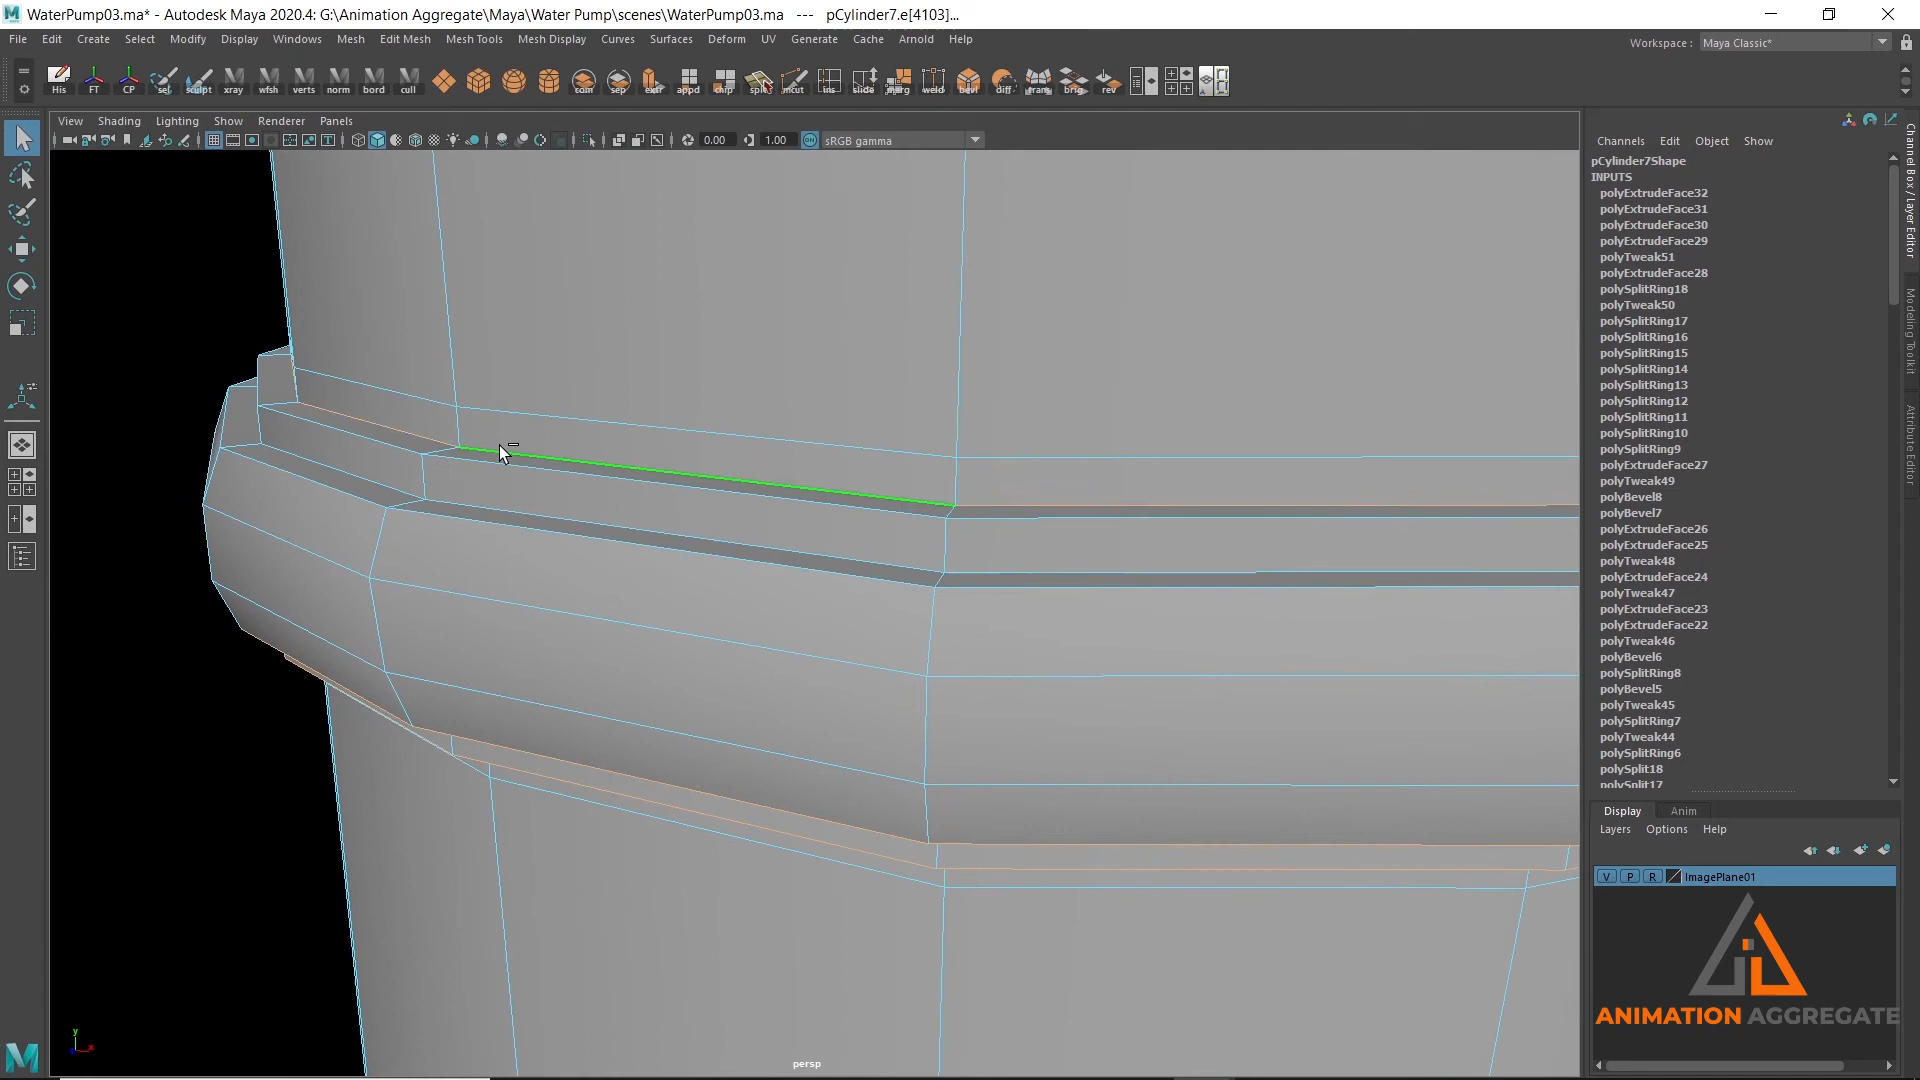 WaterPump03.ma* - Autodesk Maya 2020.4: G:\Animation Aggregate\Maya\Water Pump\scenes\WaterPump03.ma --- pCylinder7.e[4103]...
File Edit Create Select Modify Display Windows Mesh Edit Mesh Mesh Tools Mesh Display Curves Surfaces Deform UV Generate Cache Arnold Help
Workspace : Maya Classic*
His FT CP sel sculpt xray wfsh verts norm bord cull com sep extr appd chip split mcut ins slide merg weld bevl diff trans brig rev
View Shading Lighting Show Renderer Panels
0.00 1.00 sRGB gamma
Channels Edit Object Show
pCylinder7Shape
INPUTS
polyExtrudeFace32
polyExtrudeFace31
polyExtrudeFace30
polyExtrudeFace29
polyTweak51
polyExtrudeFace28
polySplitRing18
polyTweak50
polySplitRing17
polySplitRing16
polySplitRing15
polySplitRing14
polySplitRing13
polySplitRing12
polySplitRing11
polySplitRing10
polySplitRing9
polyExtrudeFace27
polyTweak49
polyBevel8
polyBevel7
polyExtrudeFace26
polyExtrudeFace25
polyTweak48
polyExtrudeFace24
polyTweak47
polyExtrudeFace23
polyExtrudeFace22
polyTweak46
polyBevel6
polySplitRing8
polyBevel5
polyTweak45
polySplitRing7
polyTweak44
polySplitRing6
polySplit18
polySplit17
Channel Box / Layer Editor
Modeling Toolkit
Attribute Editor
Display Anim
Layers Options Help
V P R ImagePlane01
ANIMATION AGGREGATE
y
x
persp